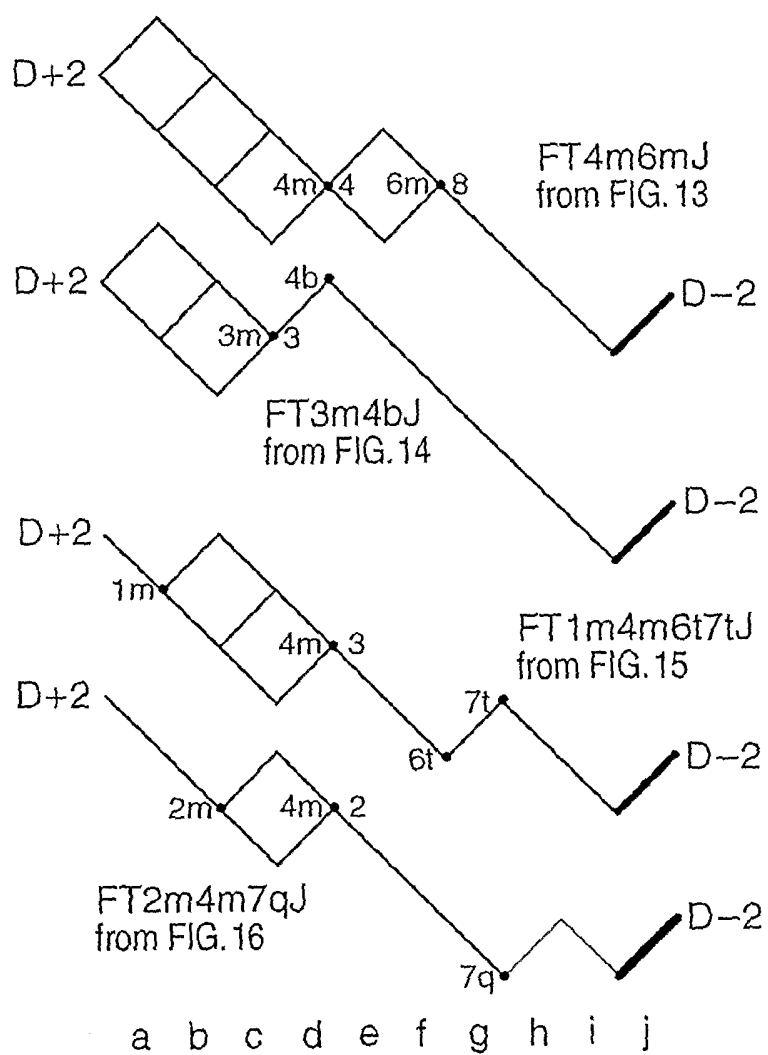 D+2
4m 4 6m 8
FT4m6mJ
from FIG. 13
D+2
4b
D−2
3m 3
FT3m4bJ
from FIG. 14
D−2
D+2
1m
4m 3
FT1m4m6t7tJ
from FIG. 15
D+2
7t
6t
D−2
2m 4m 2
FT2m4m7qJ
from FIG. 16
D−2
7q
a b c d e f g h i j